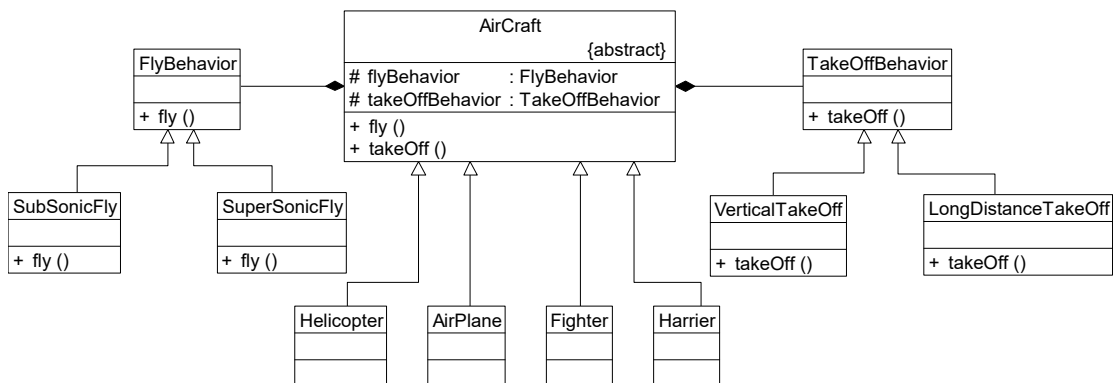 AirCraft
{abstract}
# flyBehavior : FlyBehavior
# takeOffBehavior : TakeOffBehavior
+ fly ()
+ takeOff ()
FlyBehavior
+ fly ()
TakeOffBehavior
+ takeOff ()
SubSonicFly
+ fly ()
SuperSonicFly
+ fly ()
VerticalTakeOff
+ takeOff ()
LongDistanceTakeOff
+ takeOff ()
Helicopter
AirPlane
Fighter
Harrier